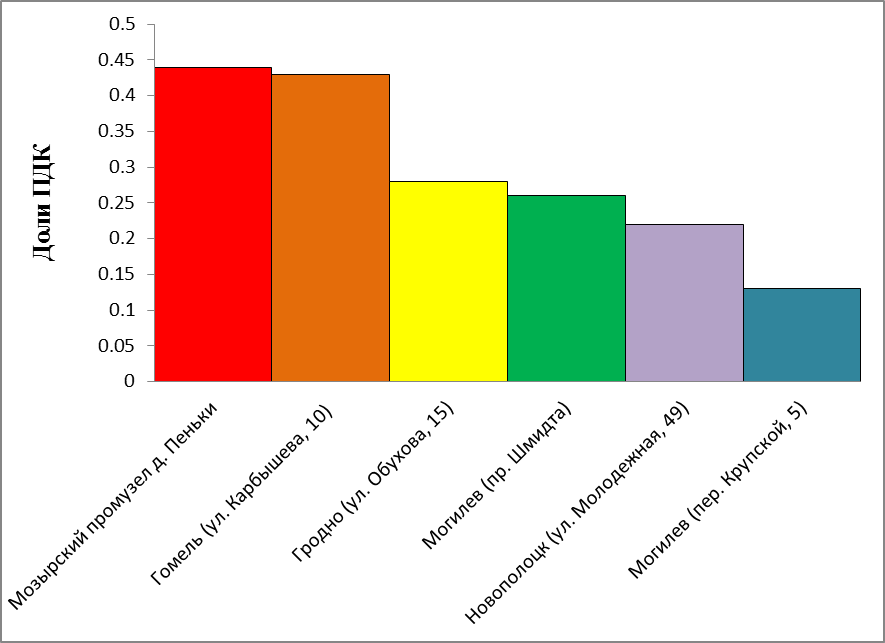 Доли ПДК
0.5
0.45
0.4
0.35
0.3
0.25
0.2
0.15
0.1
0.05
0
Мозырский промузел д. Пеньки
Гомель (ул. Карбышева, 10)
Гродно (ул. Обухова, 15)
Могилев (пр. Шмидта)
Новополоцк (ул. Молодежная, 49)
Могилев (пер. Крупской, 5)